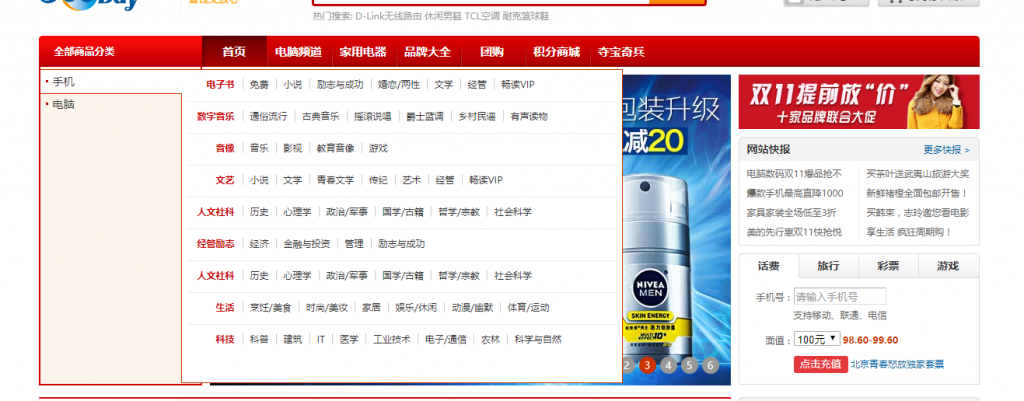 Day
热门搜索: D-Link无线路由 休闲男鞋 TCL空调 耐克篮球鞋
全部商品分类 首页 电脑频道 家用电器 品牌大全 团购 积分商城 夺宝奇兵
· 手机
· 电脑
电子书 免费 小说 励志与成功 婚恋/两性 文学 经管 畅读VIP
数字音乐 通俗流行 古典音乐 摇滚说唱 爵士蓝调 乡村民谣 有声读物
音像 音乐 影视 教育音像 游戏
文艺 小说 文学 青春文学 传纪 艺术 经管 畅读VIP
人文社科 历史 心理学 政治/军事 国学/古籍 哲学/宗教 社会科学
经管励志 经济 金融与投资 管理 励志与成功
人文社科 历史 心理学 政治/军事 国学/古籍 哲学/宗教 社会科学
生活 烹饪/美食 时尚/美妆 家居 娱乐/休闲 动漫/幽默 体育/运动
科技 科普 建筑 IT 医学 工业技术 电子/通信 农林 科学与自然
包装升级
减20
NIVEA
MEN
SKIN ENERGY
2 3 4 5 6
双11提前放“价”
十家品牌联合大促
网站快报 更多快报 >
电脑数码双11爆品抢不 买茶叶送武夷山旅游大奖
爆款手机最高直降1000 新鲜褚橙全面包邮开售！
家具家装全场低至3折 买韩束，志玲邀您看电影
美的先行惠双11快抢悦 享生活 疯狂周期购！
话费 旅行 彩票 游戏
手机号： 请输入手机号
支持移动、联通、电信
面值： 100元 98.60-99.60
点击充值 北京青春怒放独家套票